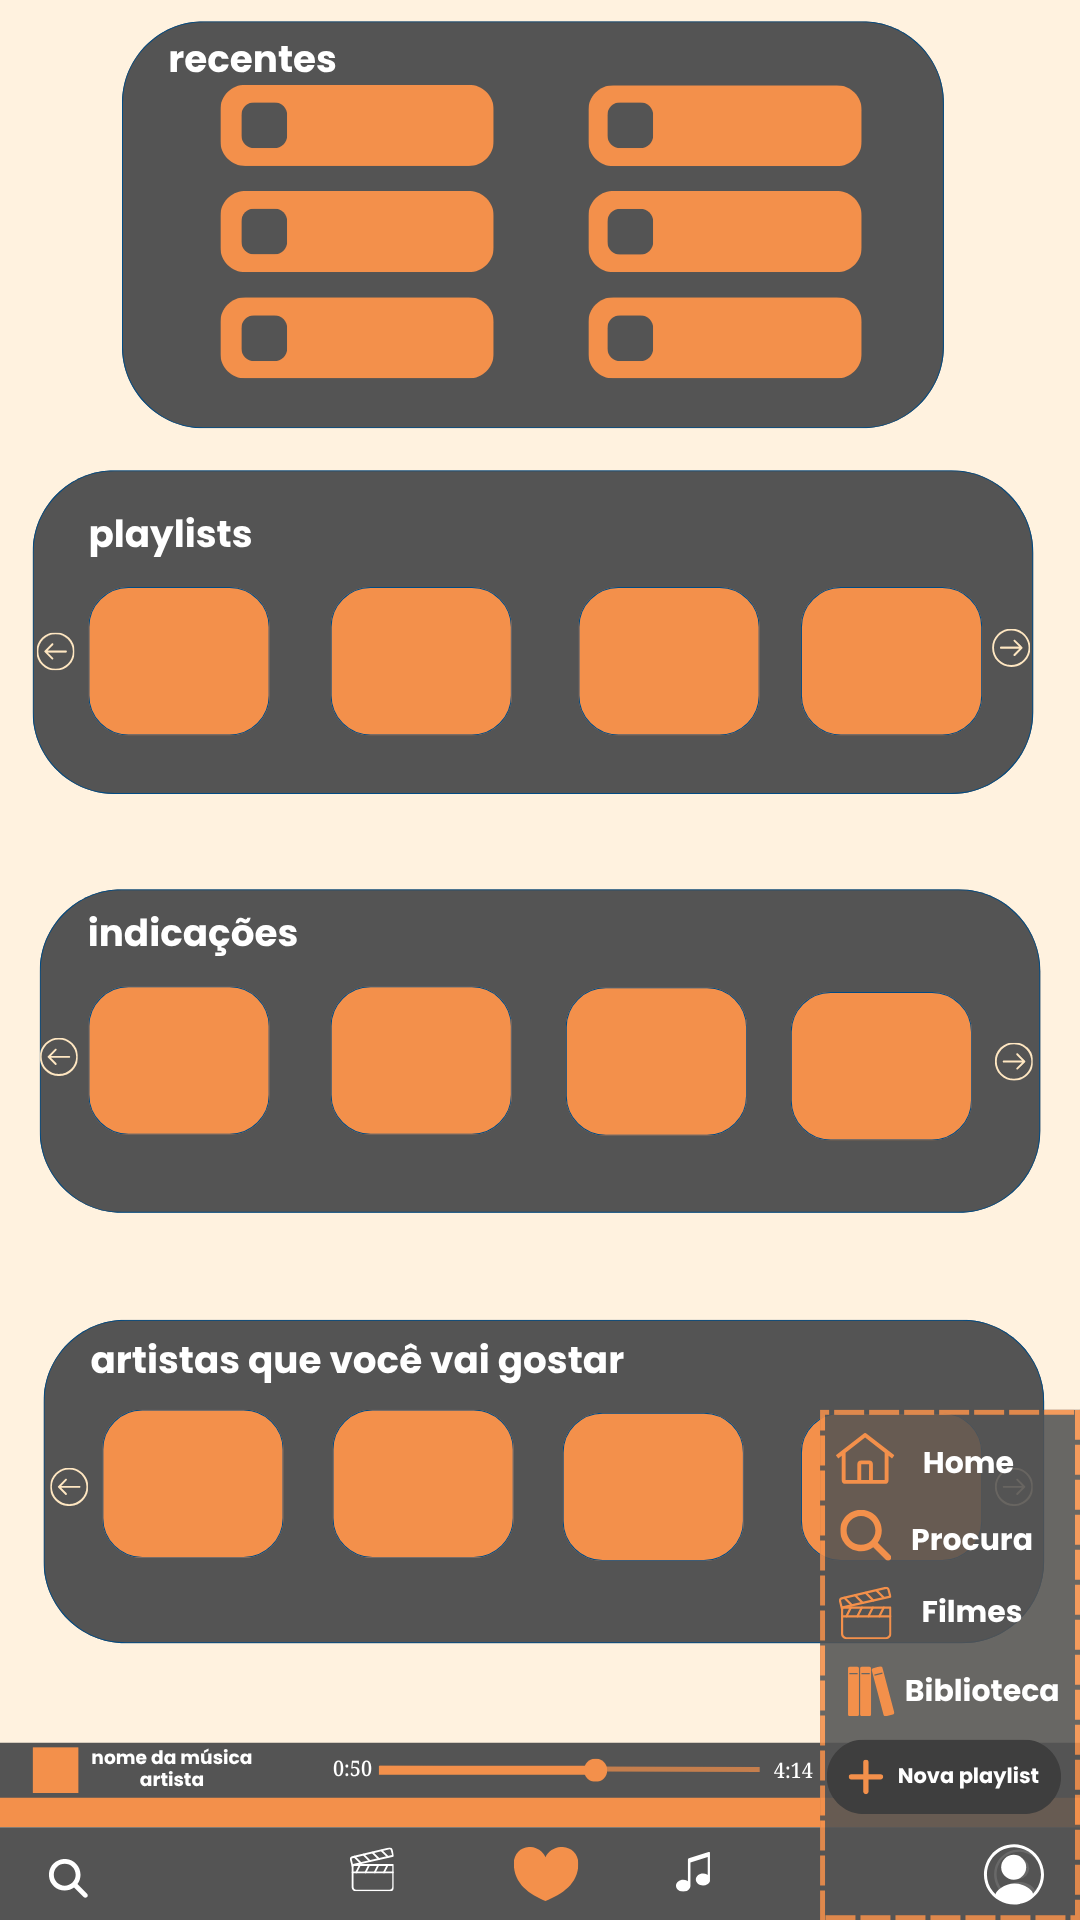 recentes
playlists
indicações
artistas que você vai gostar
Home
Procura
Filmes
Biblioteca
nome da música
artista
0:50
4:14
Nova playlist